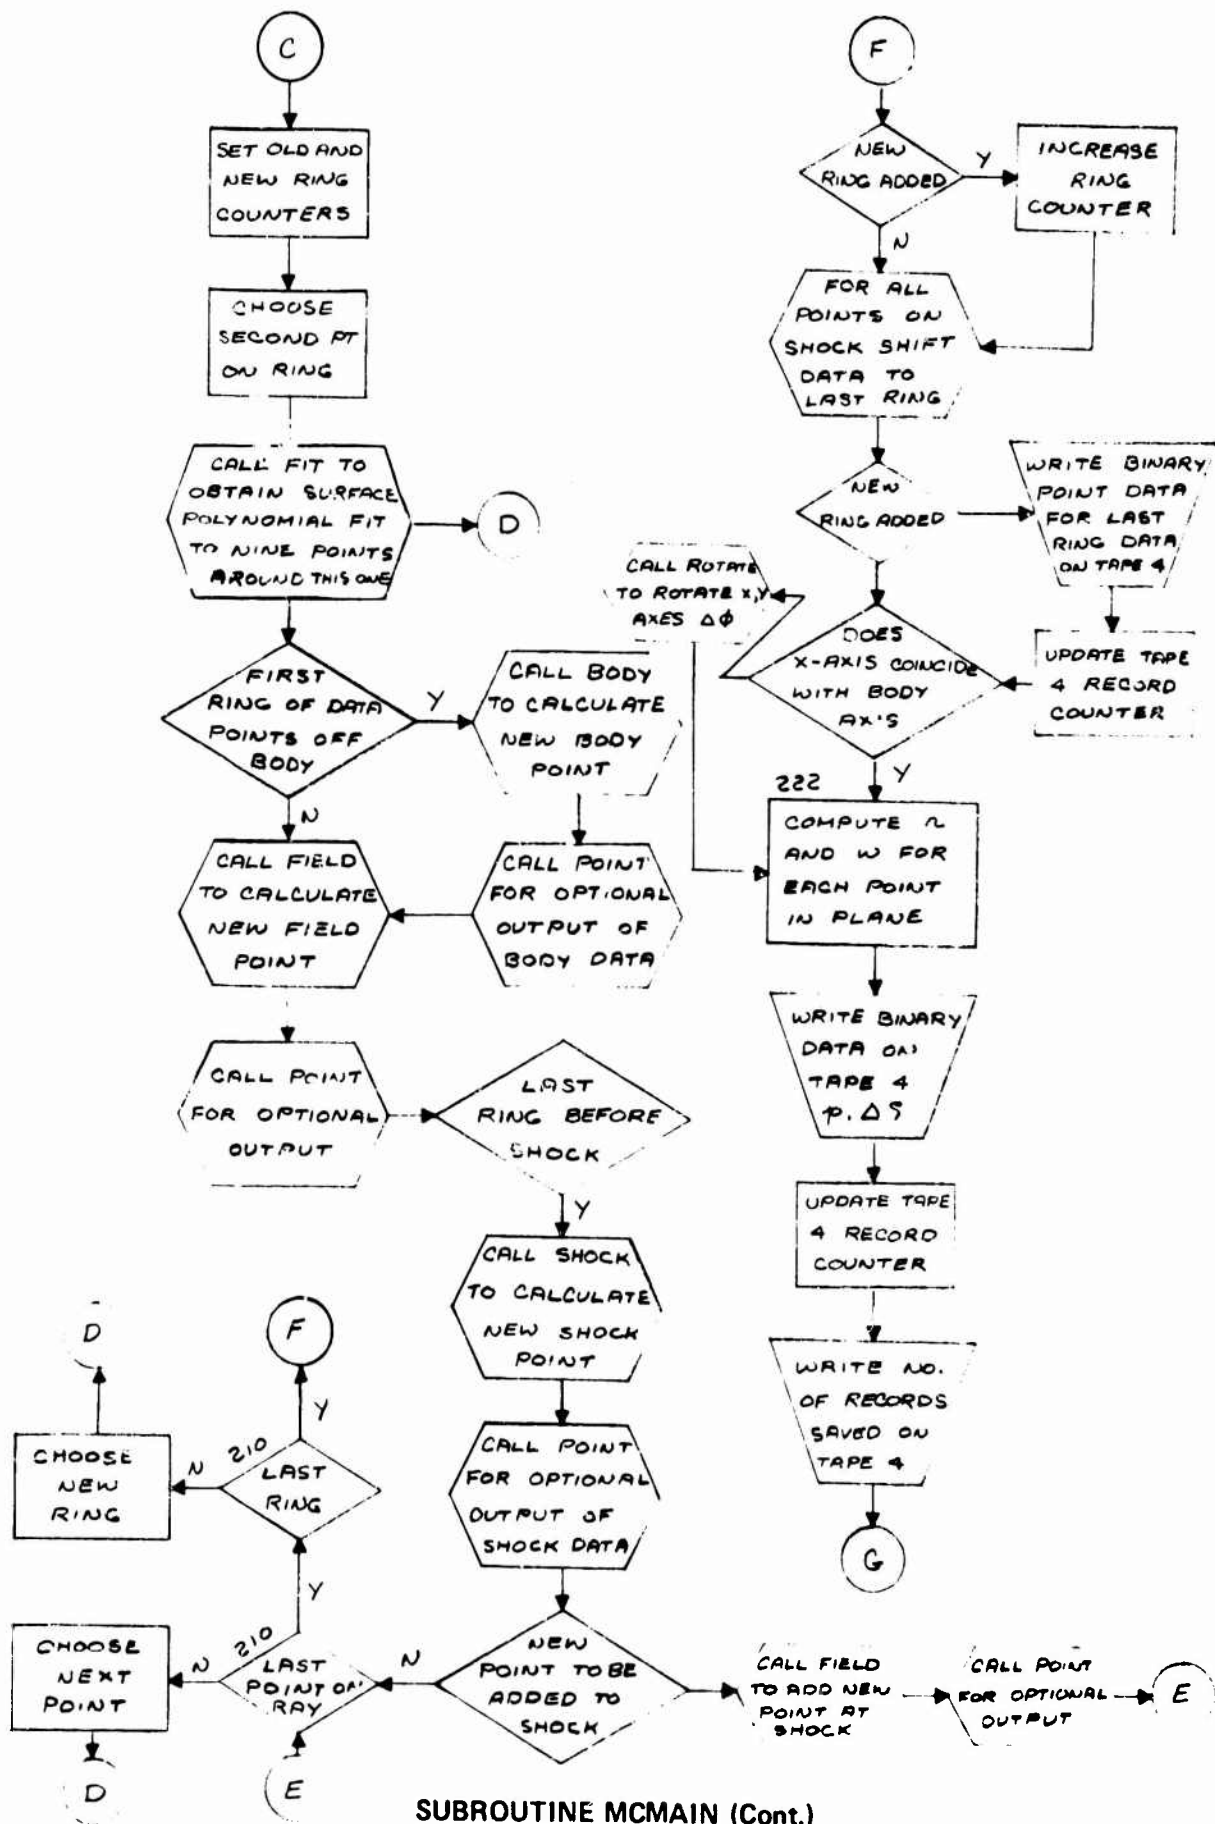 C
SET OLD AND
NEW RING
COUNTERS
CHOOSE
SECOND PT
ON RING
CALL FIT TO
OBTAIN SURFACE
POLYNOMIAL FIT
TO NINE POINTS
AROUND THIS ONE
D
FIRST
RING OF DATA
POINTS OFF
BODY
Y
N
CALL BODY
TO CALCULATE
NEW BODY
POINT
CALL POINT
FOR OPTIONAL
OUTPUT OF
BODY DATA
CALL FIELD
TO CALCULATE
NEW FIELD
POINT
CALL POINT
FOR OPTIONAL
OUTPUT
LAST
RING BEFORE
SHOCK
Y
CALL SHOCK
TO CALCULATE
NEW SHOCK
POINT
CALL POINT
FOR OPTIONAL
OUTPUT OF
SHOCK DATA
NEW
POINT TO BE
ADDED TO
SHOCK
N
CALL FIELD
TO ADD NEW
POINT AT
SHOCK
CALL POINT
FOR OPTIONAL
OUTPUT
E
210
LAST
POINT ON
RAY
N
Y
E
CHOOSE
NEXT
POINT
D
210
LAST
RING
N
Y
F
CHOOSE
NEW
RING
D
F
NEW
RING ADDED
Y
N
INCREASE
RING
COUNTER
FOR ALL
POINTS ON
SHOCK SHIFT
DATA TO
LAST RING
NEW
RING ADDED
WRITE BINARY
POINT DATA
FOR LAST
RING DATA
ON TAPE 4
UPDATE TAPE
4 RECORD
COUNTER
DOES
X-AXIS COINCIDE
WITH BODY
AX'S
Y
CALL ROTATE
TO ROTATE X,Y
AXES Δφ
222
COMPUTE r
AND W FOR
EACH POINT
IN PLANE
WRITE BINARY
DATA ON
TAPE 4
p. Δ S
UPDATE TAPE
4 RECORD
COUNTER
WRITE NO.
OF RECORDS
SAVED ON
TAPE 4
G
SUBROUTINE MCMAIN (Cont.)